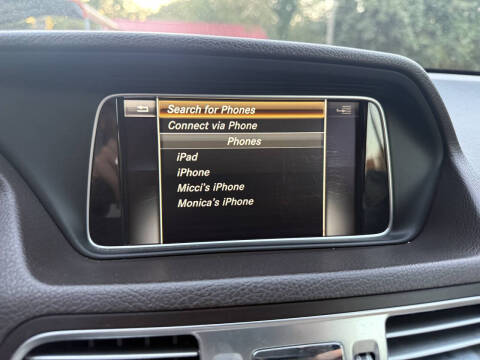 Search for Phones
Connect via Phone
Phones
iPad
iPhone
Micci's iPhone
Monica's iPhone